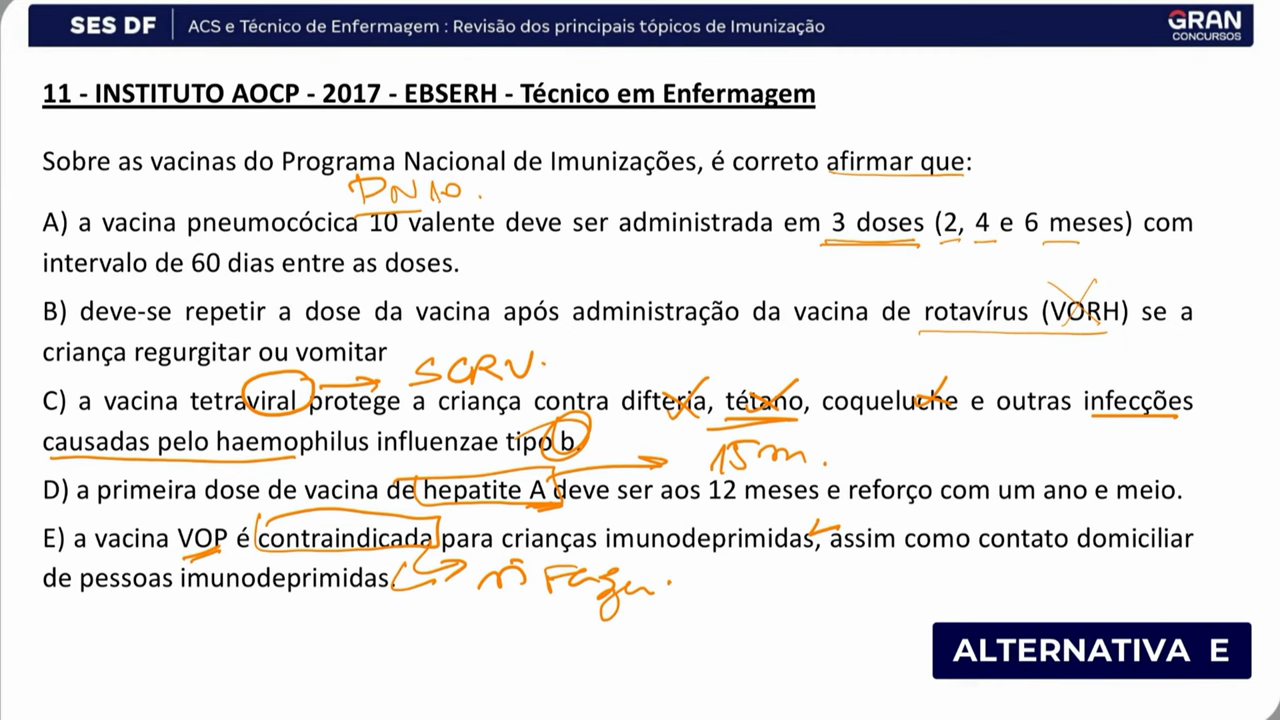 SES DF | ACS e Técnico de Enfermagem : Revisão dos principais tópicos de Imunização
GRAN
CONCURSOS
11 - INSTITUTO AOCP - 2017 - EBSERH - Técnico em Enfermagem
Sobre as vacinas do Programa Nacional de Imunizações, é correto afirmar que:
PN 10.
A) a vacina pneumocócica 10 valente deve ser administrada em 3 doses (2, 4 e 6 meses) com
intervalo de 60 dias entre as doses.
B) deve-se repetir a dose da vacina após administração da vacina de rotavírus (VORH) se a
criança regurgitar ou vomitar
SCRV.
C) a vacina tetraviral protege a criança contra difteria, tétano, coqueluche e outras infecções
causadas pelo haemophilus influenzae tipo b.
15 m.
D) a primeira dose de vacina de hepatite A deve ser aos 12 meses e reforço com um ano e meio.
E) a vacina VOP é contraindicada para crianças imunodeprimidas, assim como contato domiciliar
de pessoas imunodeprimidas.
ñ Fazer.
ALTERNATIVA E